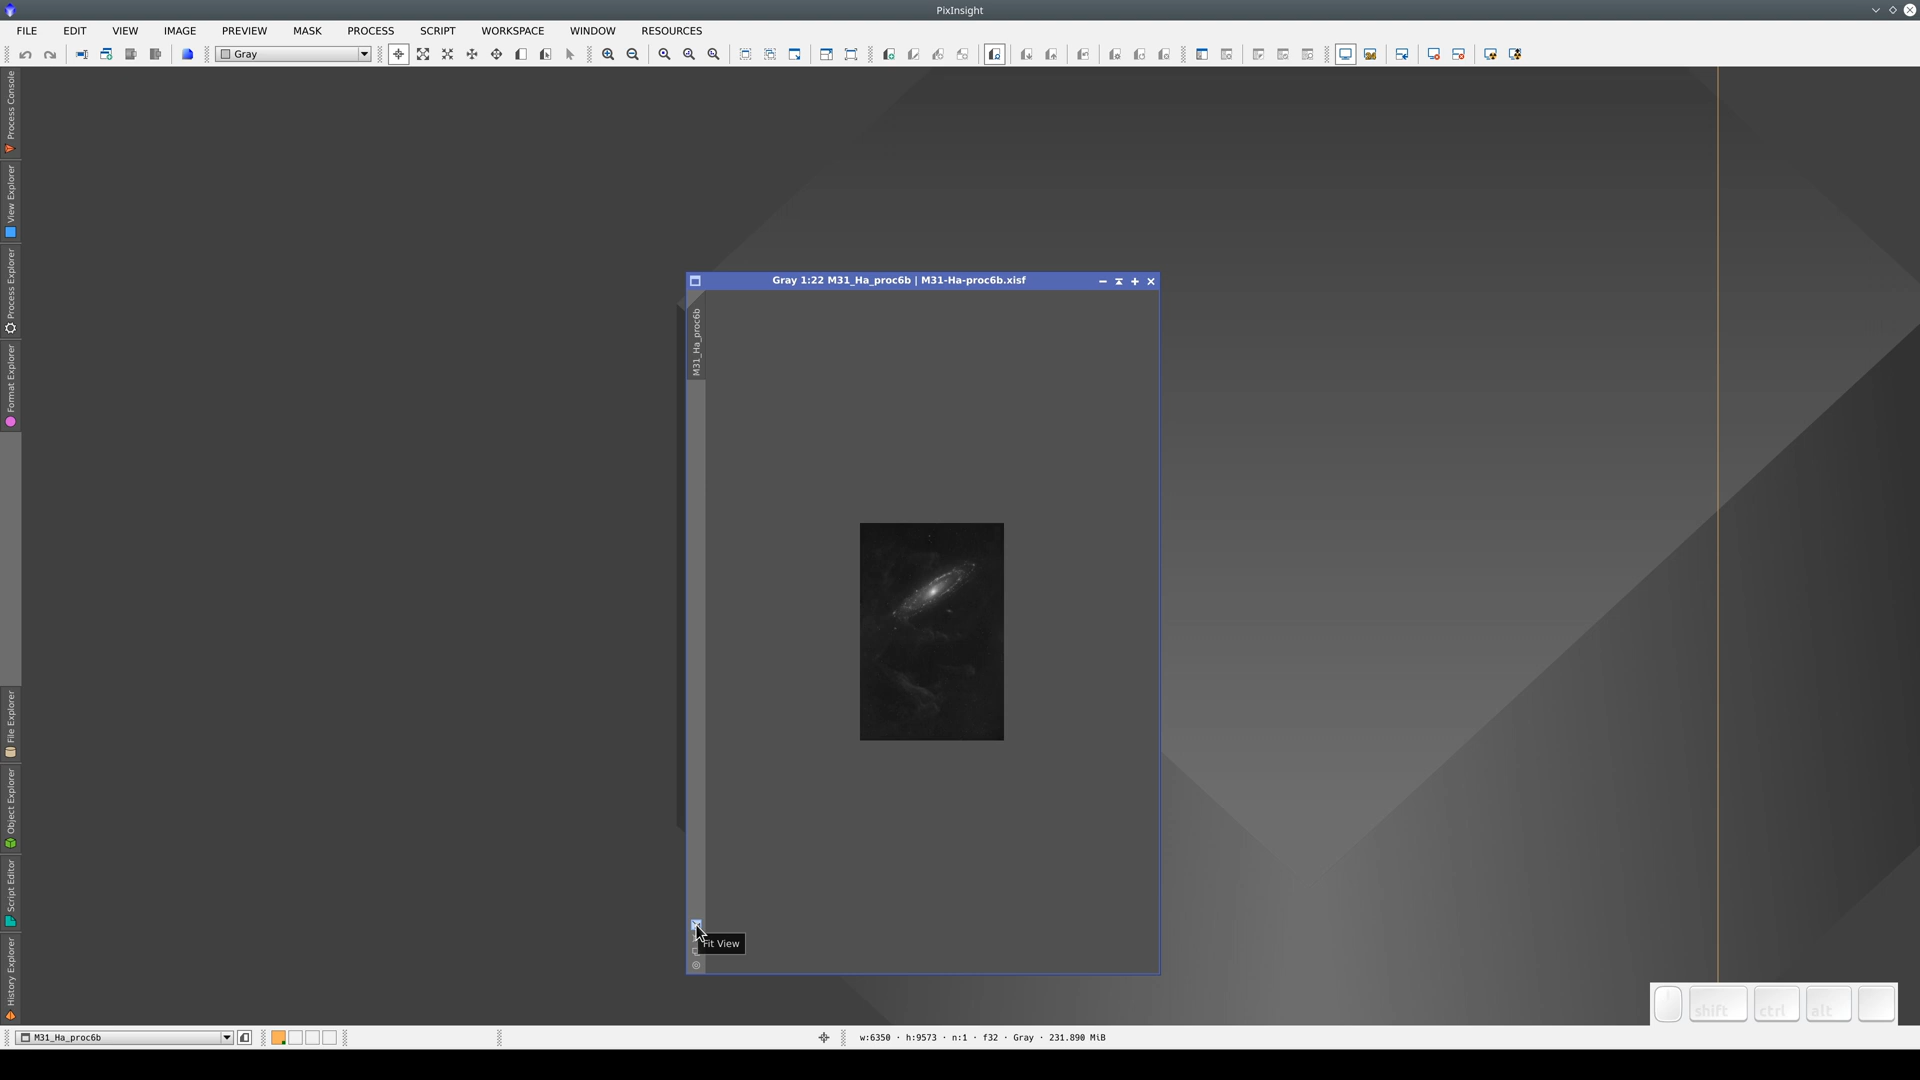 PixInsight
FILE EDIT VIEW IMAGE PREVIEW MASK PROCESS SCRIPT WORKSPACE WINDOW RESOURCES
Gray
Process Console
View Explorer
Process Explorer
Format Explorer
File Explorer
Object Explorer
Script Editor
History Explorer
Gray 1:22 M31_Ha_proc6b | M31-Ha-proc6b.xisf
M31_Ha_proc6b
Fit View
shift ctrl alt
M31_Ha_proc6b
w:6350 · h:9573 · n:1 · f32 · Gray · 231.890 MiB